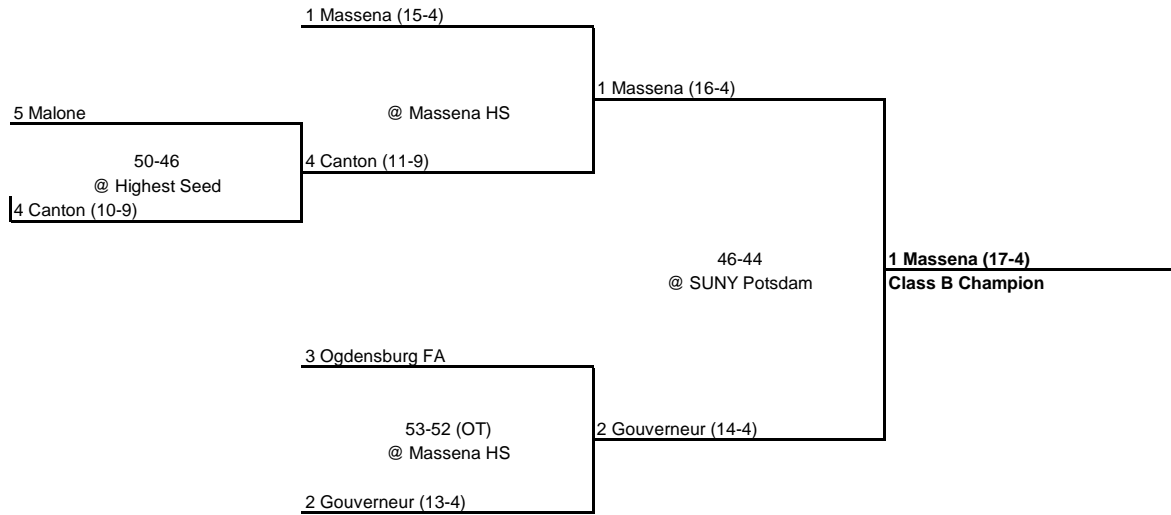 1 Massena (15-4)
1 Massena (16-4)
5 Malone
@ Massena HS
50-46
4 Canton (11-9)
@ Highest Seed
4 Canton (10-9)
46-44
1 Massena (17-4)
@ SUNY Potsdam
Class B Champion
3 Ogdensburg FA
53-52 (OT)
2 Gouverneur (14-4)
@ Massena HS
2 Gouverneur (13-4)